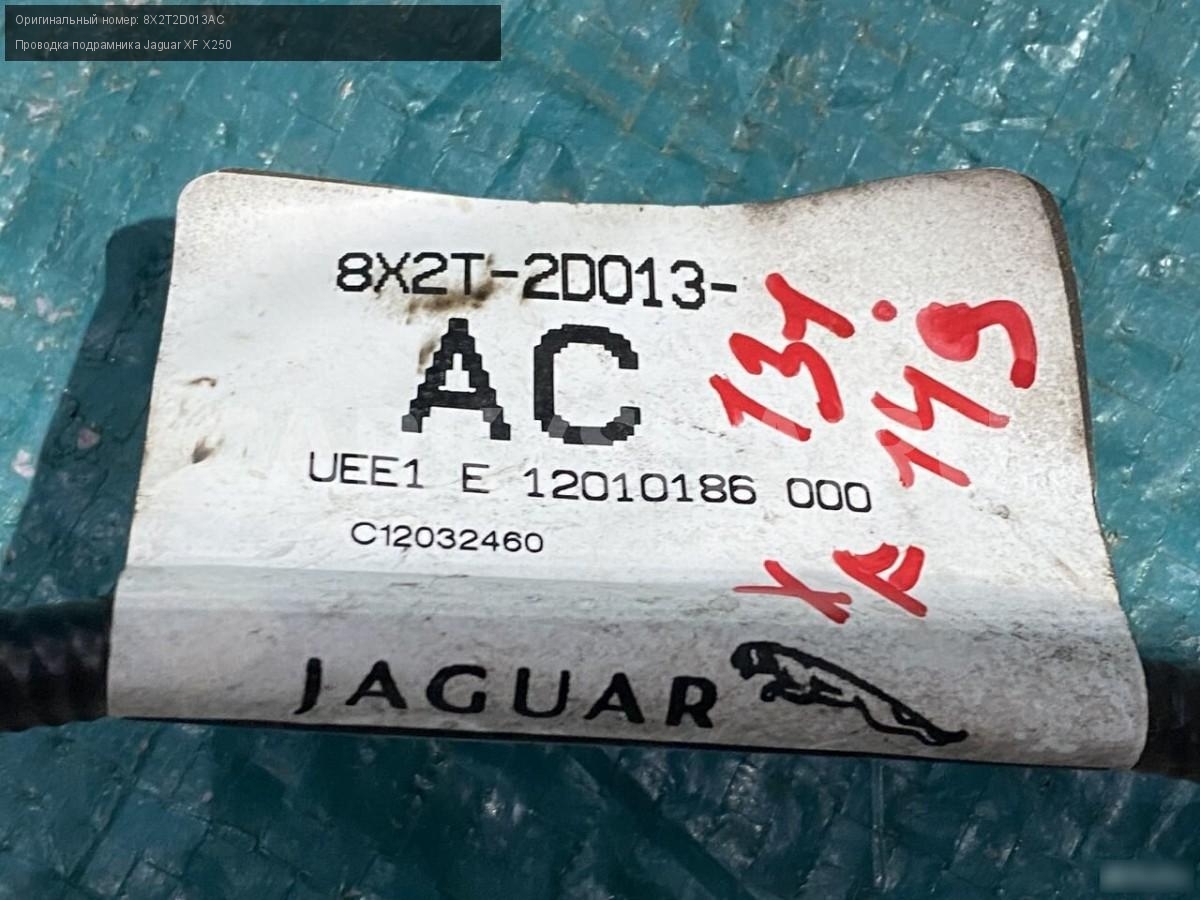 Оригинальный номер: 8X2T2D013AC
Проводка подрамника Jaguar XF X250
8X2T-2D013-
AC
UEE1 E 12010186 000
C12032460
JAGUAR